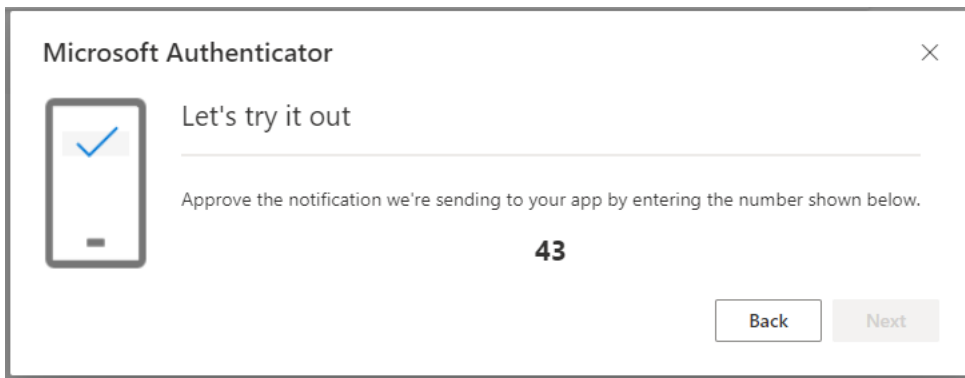 Microsoft Authenticator
Let's try it out
Approve the notification we're sending to your app by entering the number shown below.
43
Back
Next